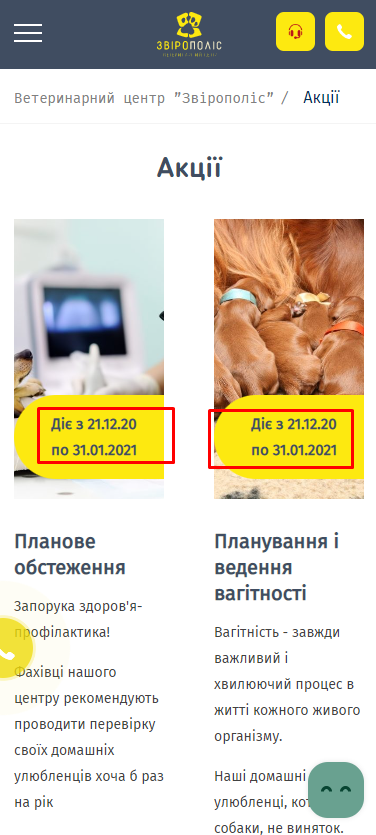 ЗВІРОПОЛІС
Ветеринарний центр ”Звірополіс” / Акції
Акції
Діє з 21.12.20
по 31.01.2021
Діє з 21.12.20
по 31.01.2021
Планове
обстеження
Запорука здоров'я-
профілактика!
Фахівці нашого
центру рекомендують
проводити перевірку
своїх домашніх
улюбленців хоча б раз
на рік
Планування і
ведення
вагітності
Вагітність - завжди
важливий і
хвилюючий процес в
житті кожного живого
організму.
Наші домашні
улюбленці,
собаки, не виняток.